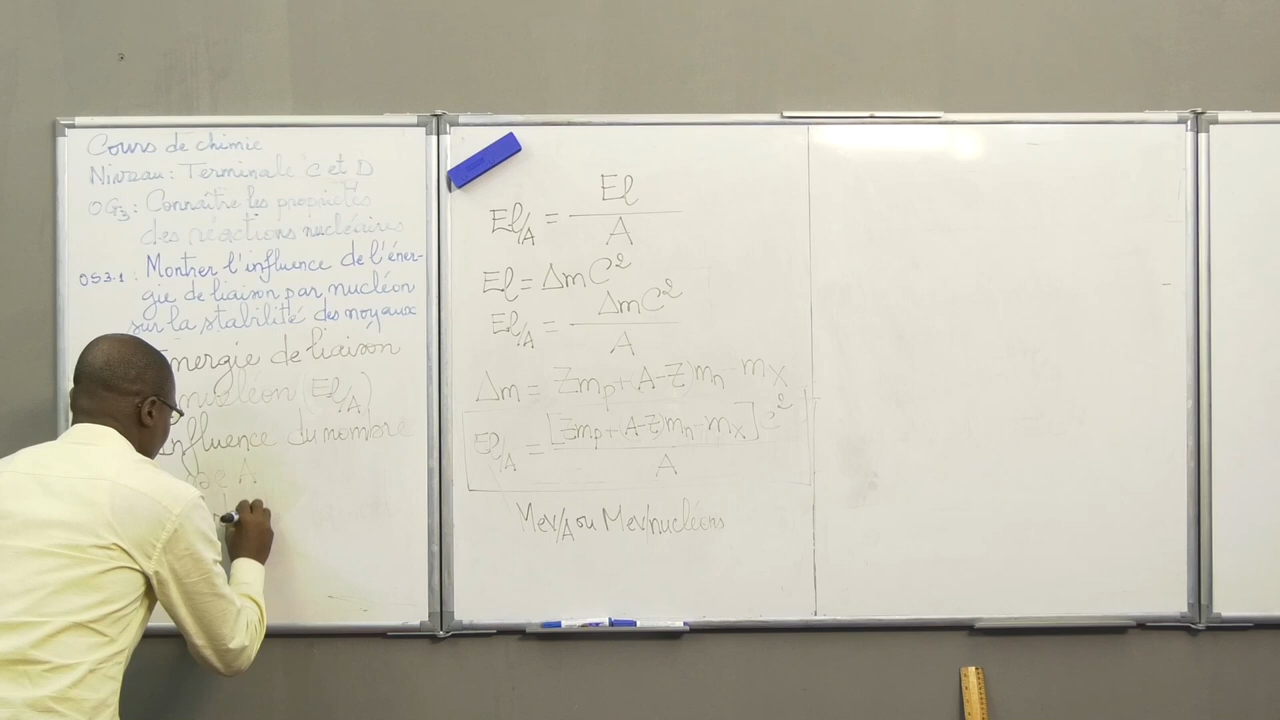 Cours de chimie
Niveau : Terminale C et D
OG3 : Connaître les propriétés
des réactions nucléaires
OS3.1 : Montrer l'influence de l'éner-
gie de liaison par nucléon
sur la stabilité des noyaux
énergie de liaison
nucléon (El/A)
influence du nombre
de A
El/A = El / A
El = ΔmC²
El/A = ΔmC² / A
Δm = Zmp + (A-Z)mn - mX
El/A = [Zmp + (A-Z)mn - mX]c² / A
Mev/A ou Mev/nucléons